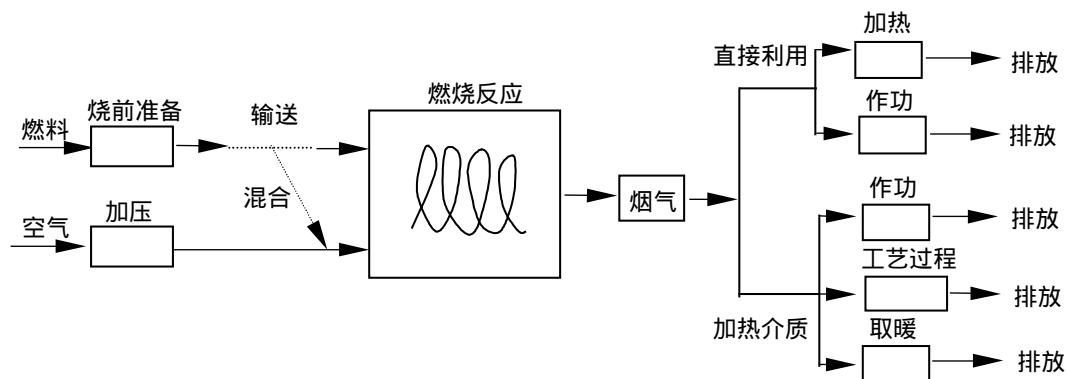 燃料
烧前准备
输送
混合
空气
加压
燃烧反应
烟气
直接利用
加热
排放
作功
排放
加热介质
作功
排放
工艺过程
排放
取暖
排放